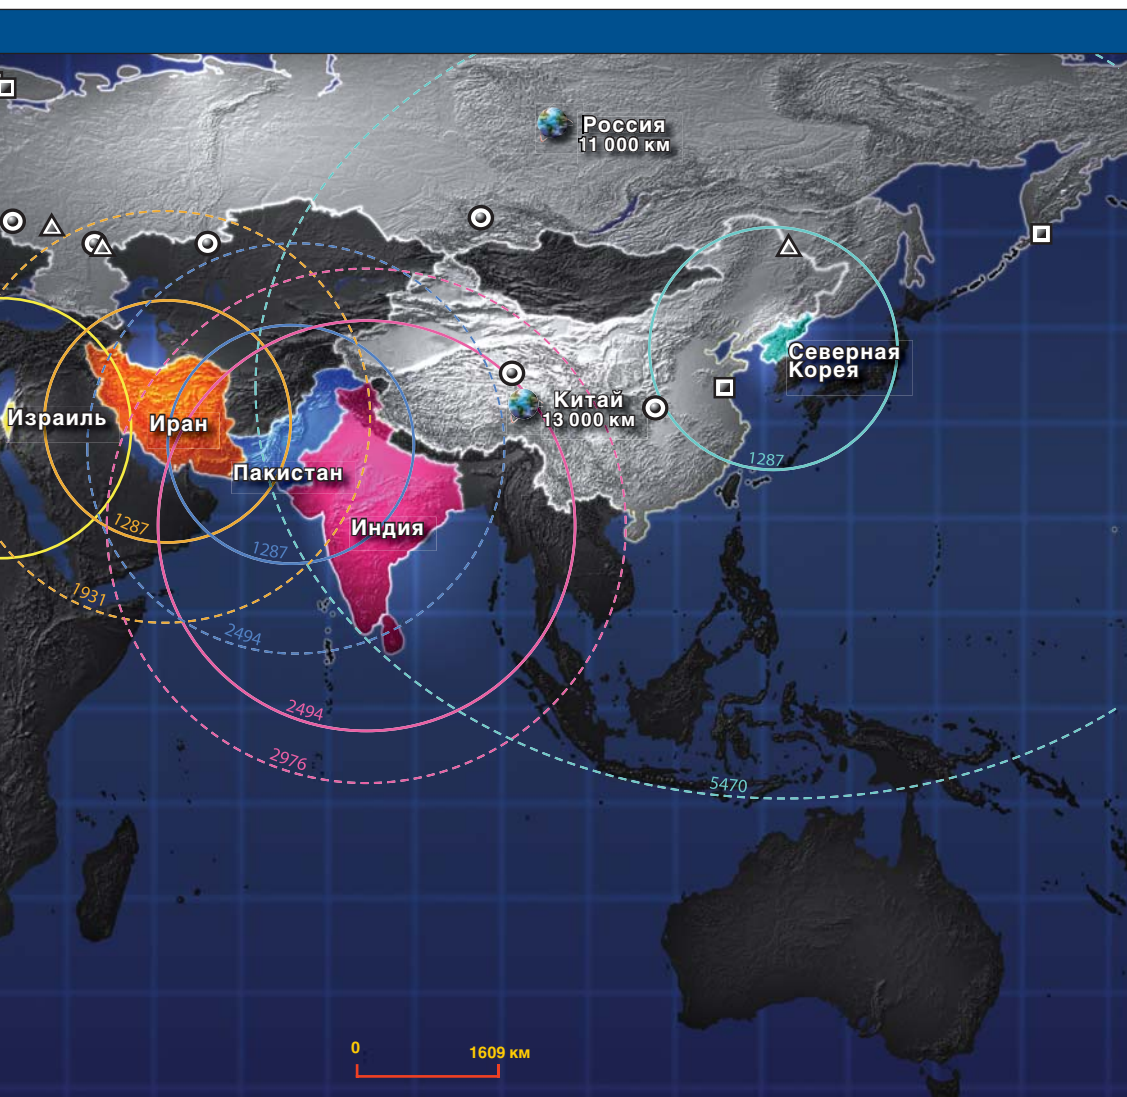 Россия
11 000 км
Китай
13 000 км
Северная
Корея
Израиль
Иран
Пакистан
Индия
1287
1287
1287
1931
2494
2494
2976
5470
0
1609 км